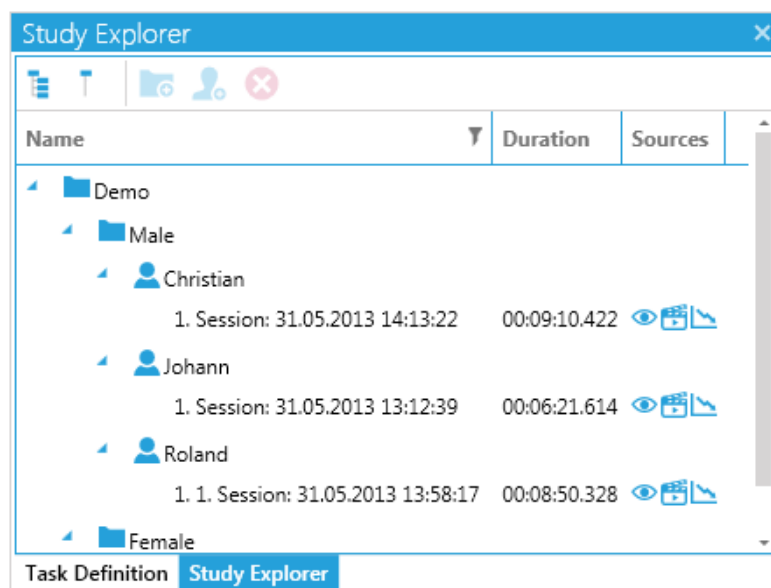 Study Explorer
Name Duration Sources
Demo
Male
Christian
1. Session: 31.05.2013 14:13:22 00:09:10.422
Johann
1. Session: 31.05.2013 13:12:39 00:06:21.614
Roland
1. 1. Session: 31.05.2013 13:58:17 00:08:50.328
Female
Task Definition Study Explorer